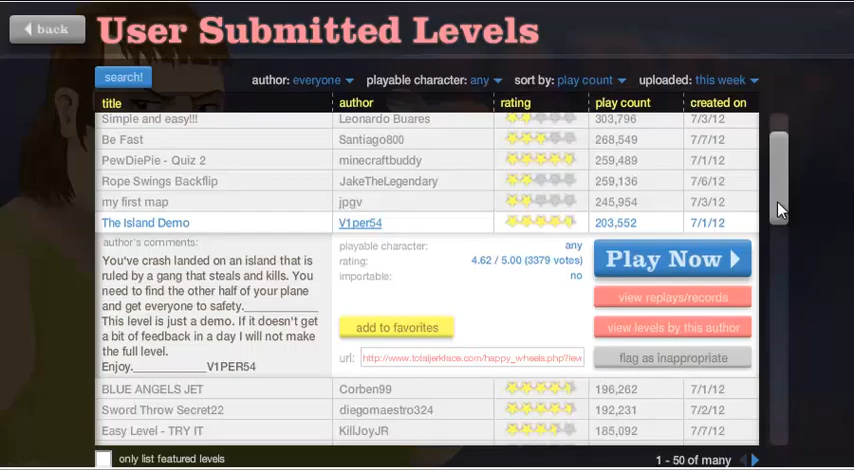 back
User Submitted Levels
search!
author: everyone playable character: any sort by: play count uploaded: this week
title author rating play count created on
Simple and easy!!! Leonardo Buares 303,796 7/3/12
Be Fast Santiago800 268,549 7/7/12
PewDiePie - Quiz 2 minecraftbuddy 259,489 7/1/12
Rope Swings Backflip JakeTheLegendary 259,136 7/6/12
my first map jpgv 245,954 7/3/12
The Island Demo V1per54 203,552 7/1/12
author's comments:
You've crash landed on an island that is
ruled by a gang that steals and kills. You
need to find the other half of your plane
and get everyone to safety.____________
This level is just a demo. If it doesn't get
a bit of feedback in a day I will not make
the full level.
Enjoy.____________V1PER54
playable character: any
rating: 4.62 / 5.00 (3379 votes)
importable: no
add to favorites
url: http://www.totaljerkface.com/happy_wheels.php?lev
Play Now
view replays/records
view levels by this author
flag as inappropriate
BLUE ANGELS JET Corben99 196,262 7/1/12
Sword Throw Secret22 diegomaestro324 192,231 7/2/12
Easy Level - TRY IT KillJoyJR 185,092 7/7/12
only list featured levels
1 - 50 of many